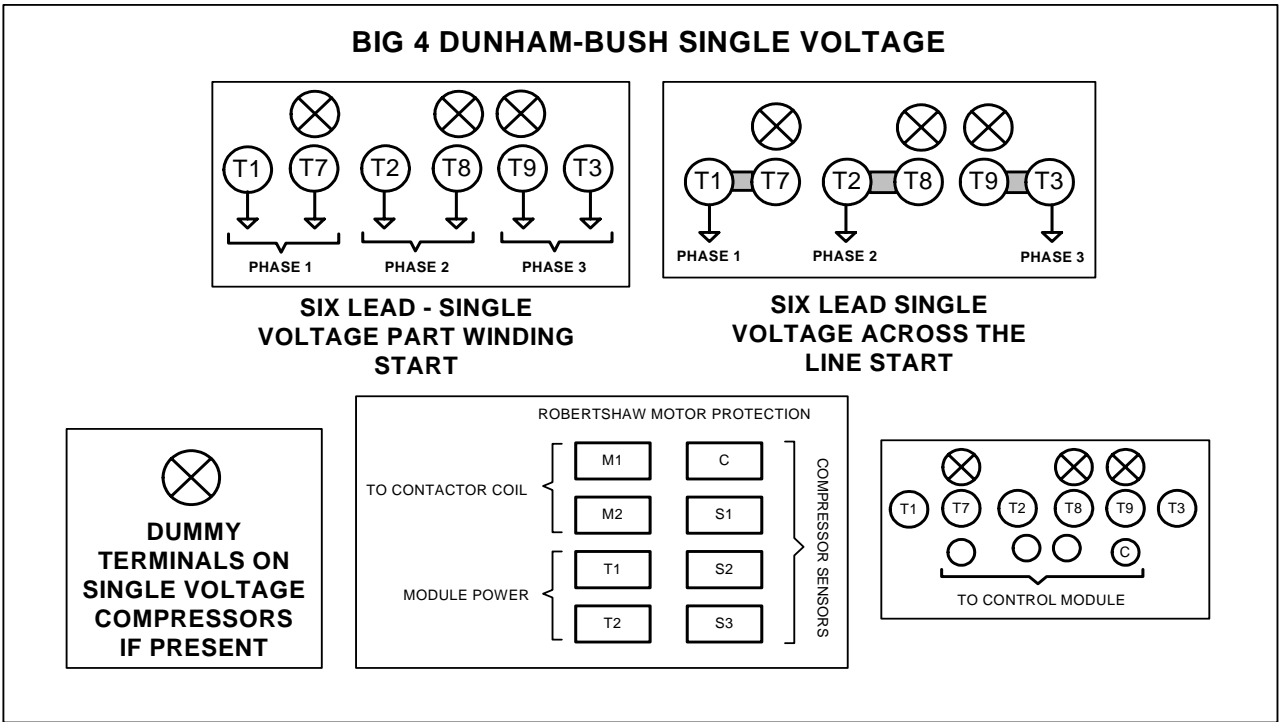 BIG 4 DUNHAM-BUSH SINGLE VOLTAGE
T1 T7 T2 T8 T9 T3
PHASE 1 PHASE 2 PHASE 3
SIX LEAD - SINGLE
VOLTAGE PART WINDING
START
T1 T7 T2 T8 T9 T3
PHASE 1 PHASE 2 PHASE 3
SIX LEAD SINGLE
VOLTAGE ACROSS THE
LINE START
DUMMY
TERMINALS ON
SINGLE VOLTAGE
COMPRESSORS
IF PRESENT
ROBERTSHAW MOTOR PROTECTION
TO CONTACTOR COIL
MODULE POWER
M1 C
M2 S1
T1 S2
T2 S3
COMPRESSOR SENSORS
T1 T7 T2 T8 T9 T3
C
TO CONTROL MODULE